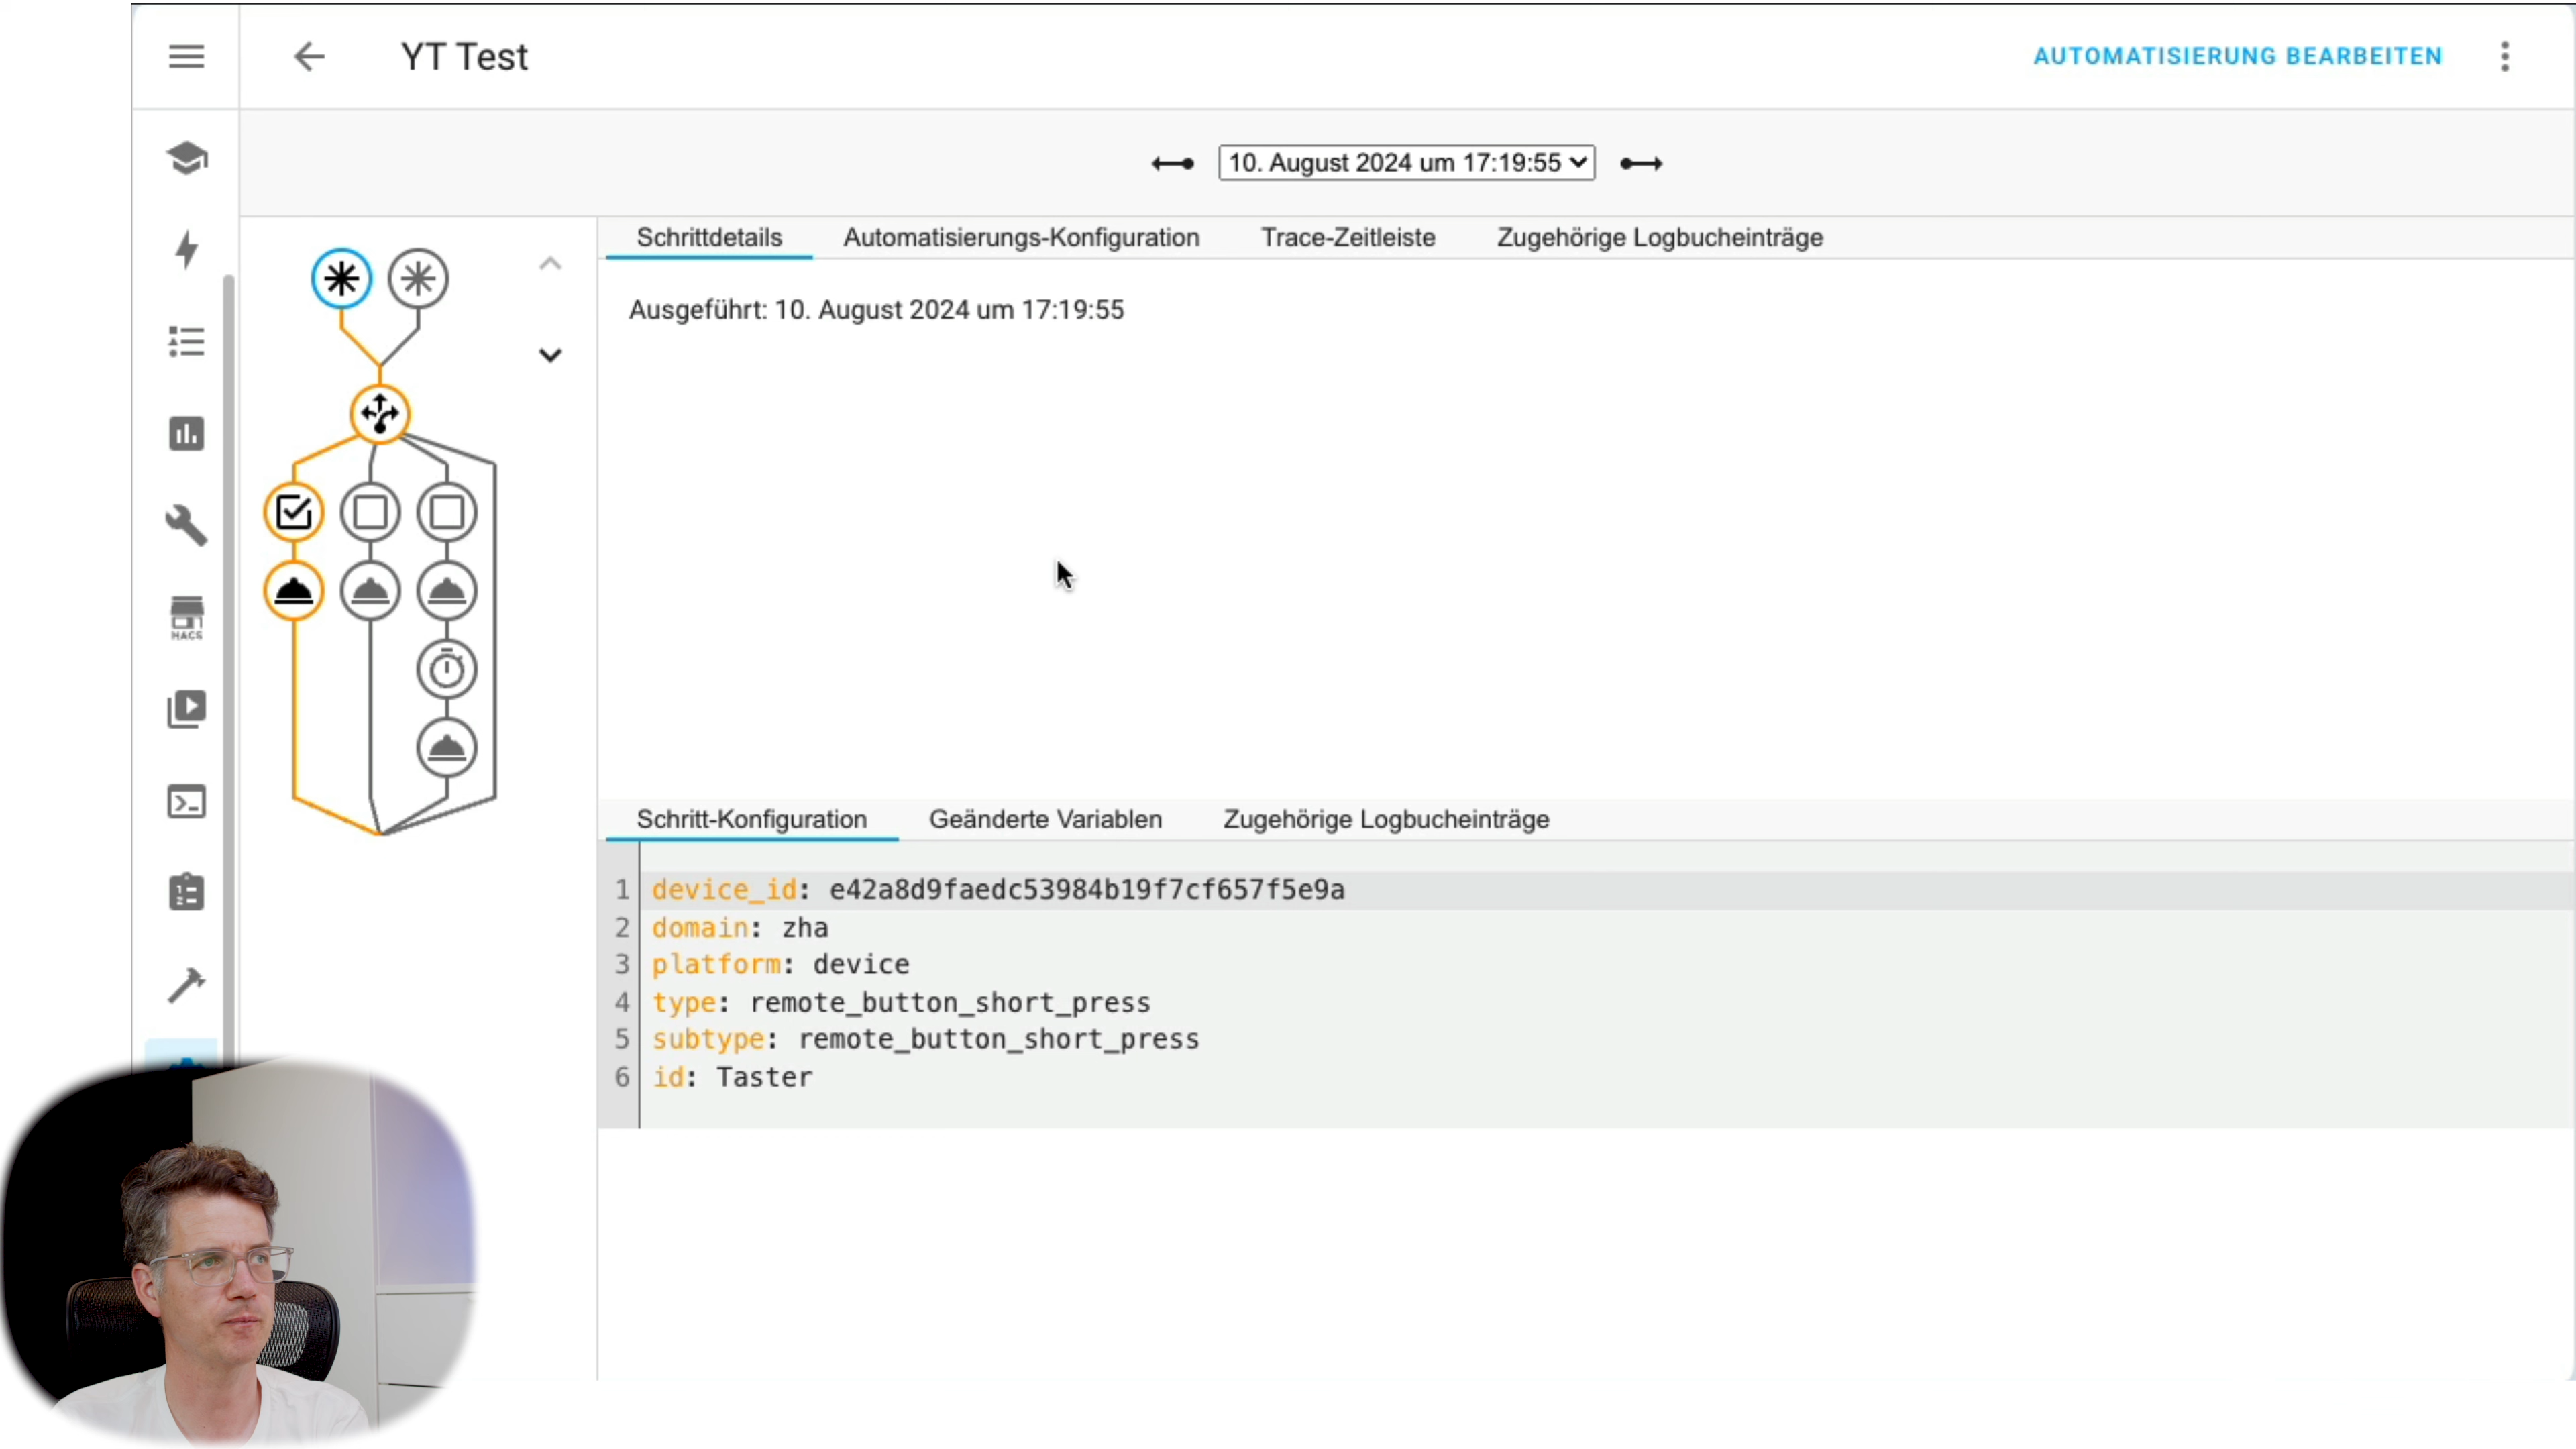 YT Test
AUTOMATISIERUNG BEARBEITEN
10. August 2024 um 17:19:55
Schrittdetails
Automatisierungs-Konfiguration
Trace-Zeitleiste
Zugehörige Logbucheinträge
Ausgeführt: 10. August 2024 um 17:19:55
HACS
Schritt-Konfiguration
Geänderte Variablen
Zugehörige Logbucheinträge
1 device_id: e42a8d9faedc53984b19f7cf657f5e9a
2 domain: zha
3 platform: device
4 type: remote_button_short_press
5 subtype: remote_button_short_press
6 id: Taster